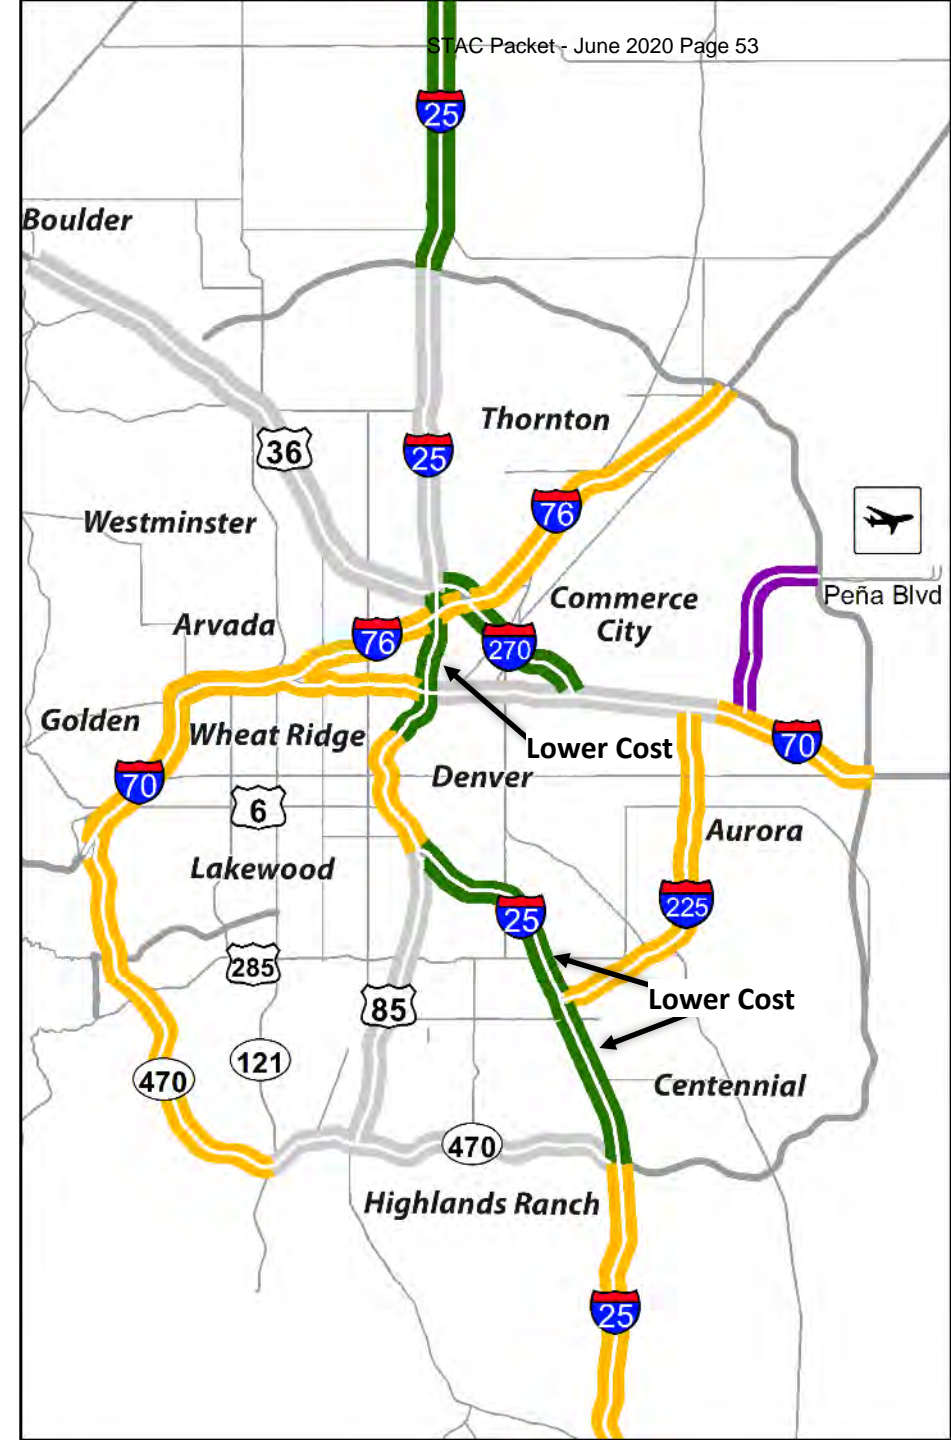 STAC Packet - June 2020 Page 53
25
Boulder
Thornton
36
25
76
Westminster
Peña Blvd
Commerce
City
Arvada
76
270
Golden
Wheat Ridge
Lower Cost
70
70
Denver
6
Aurora
Lakewood
25
225
285
85
Lower Cost
121
470
Centennial
470
Highlands Ranch
25